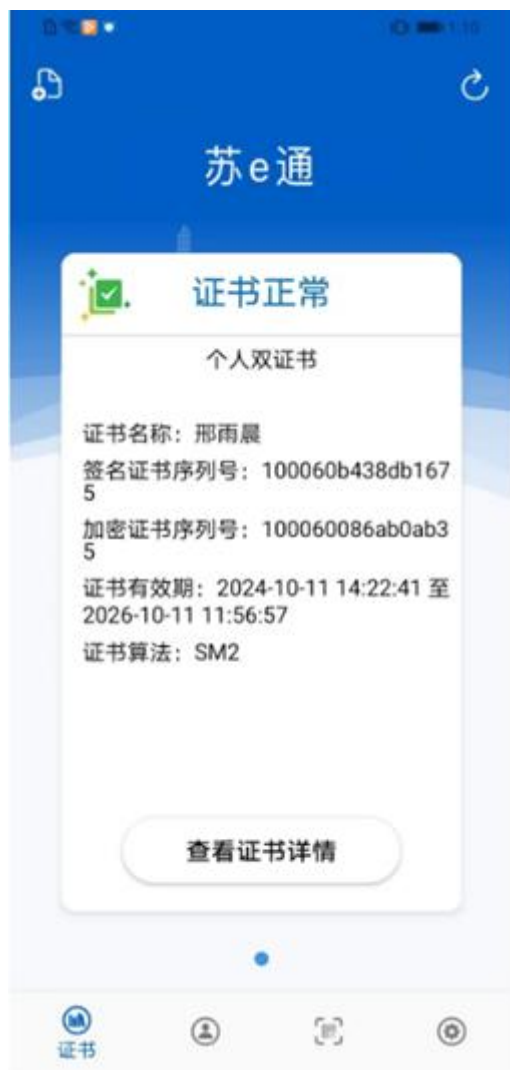 1:10
苏e通
证书正常
个人双证书
证书名称：邢雨晨
签名证书序列号：100060b438db167
5
加密证书序列号：100060086ab0ab3
5
证书有效期：2024-10-11 14:22:41 至
2026-10-11 11:56:57
证书算法：SM2
查看证书详情
证书